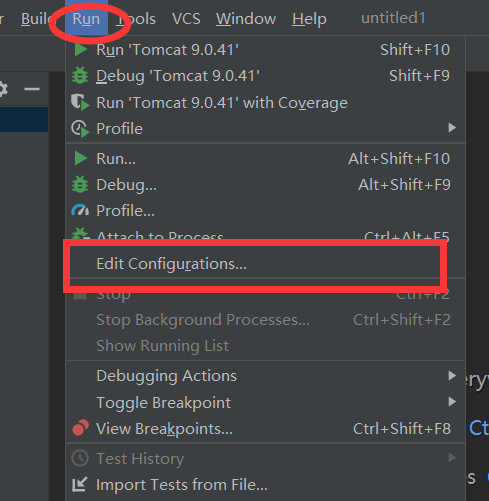 Build Run Tools VCS Window Help untitled1
Run 'Tomcat 9.0.41' Shift+F10
Debug 'Tomcat 9.0.41' Shift+F9
Run 'Tomcat 9.0.41' with Coverage
Profile
Run... Alt+Shift+F10
Debug... Alt+Shift+F9
Profile...
Attach to Process... Ctrl+Alt+F5
Edit Configurations...
Stop Ctrl+F2
Stop Background Processes... Ctrl+Shift+F2
Show Running List
Debugging Actions
Toggle Breakpoint
View Breakpoints... Ctrl+Shift+F8
Test History
Import Tests from File...